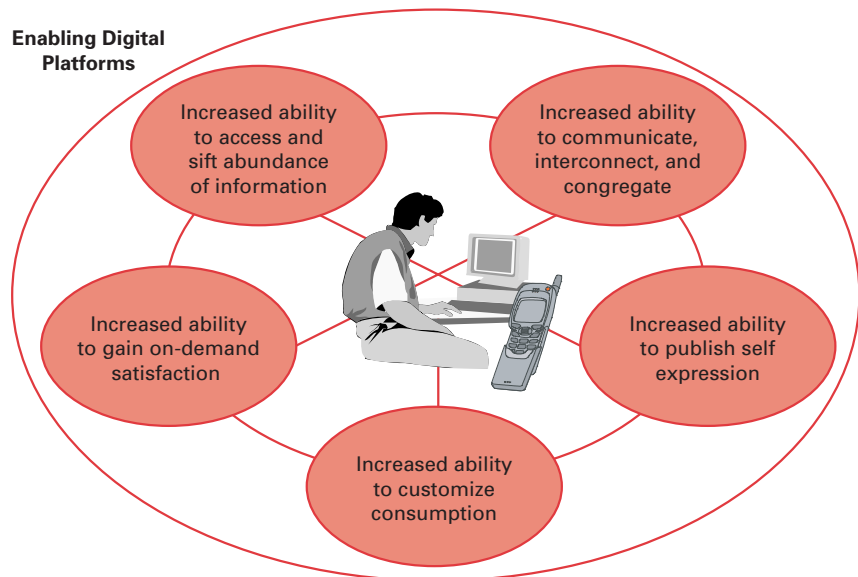 Enabling Digital
Platforms
Increased ability
to access and
sift abundance
of information
Increased ability
to communicate,
interconnect, and
congregate
Increased ability
to gain on-demand
satisfaction
Increased ability
to publish self
expression
Increased ability
to customize
consumption